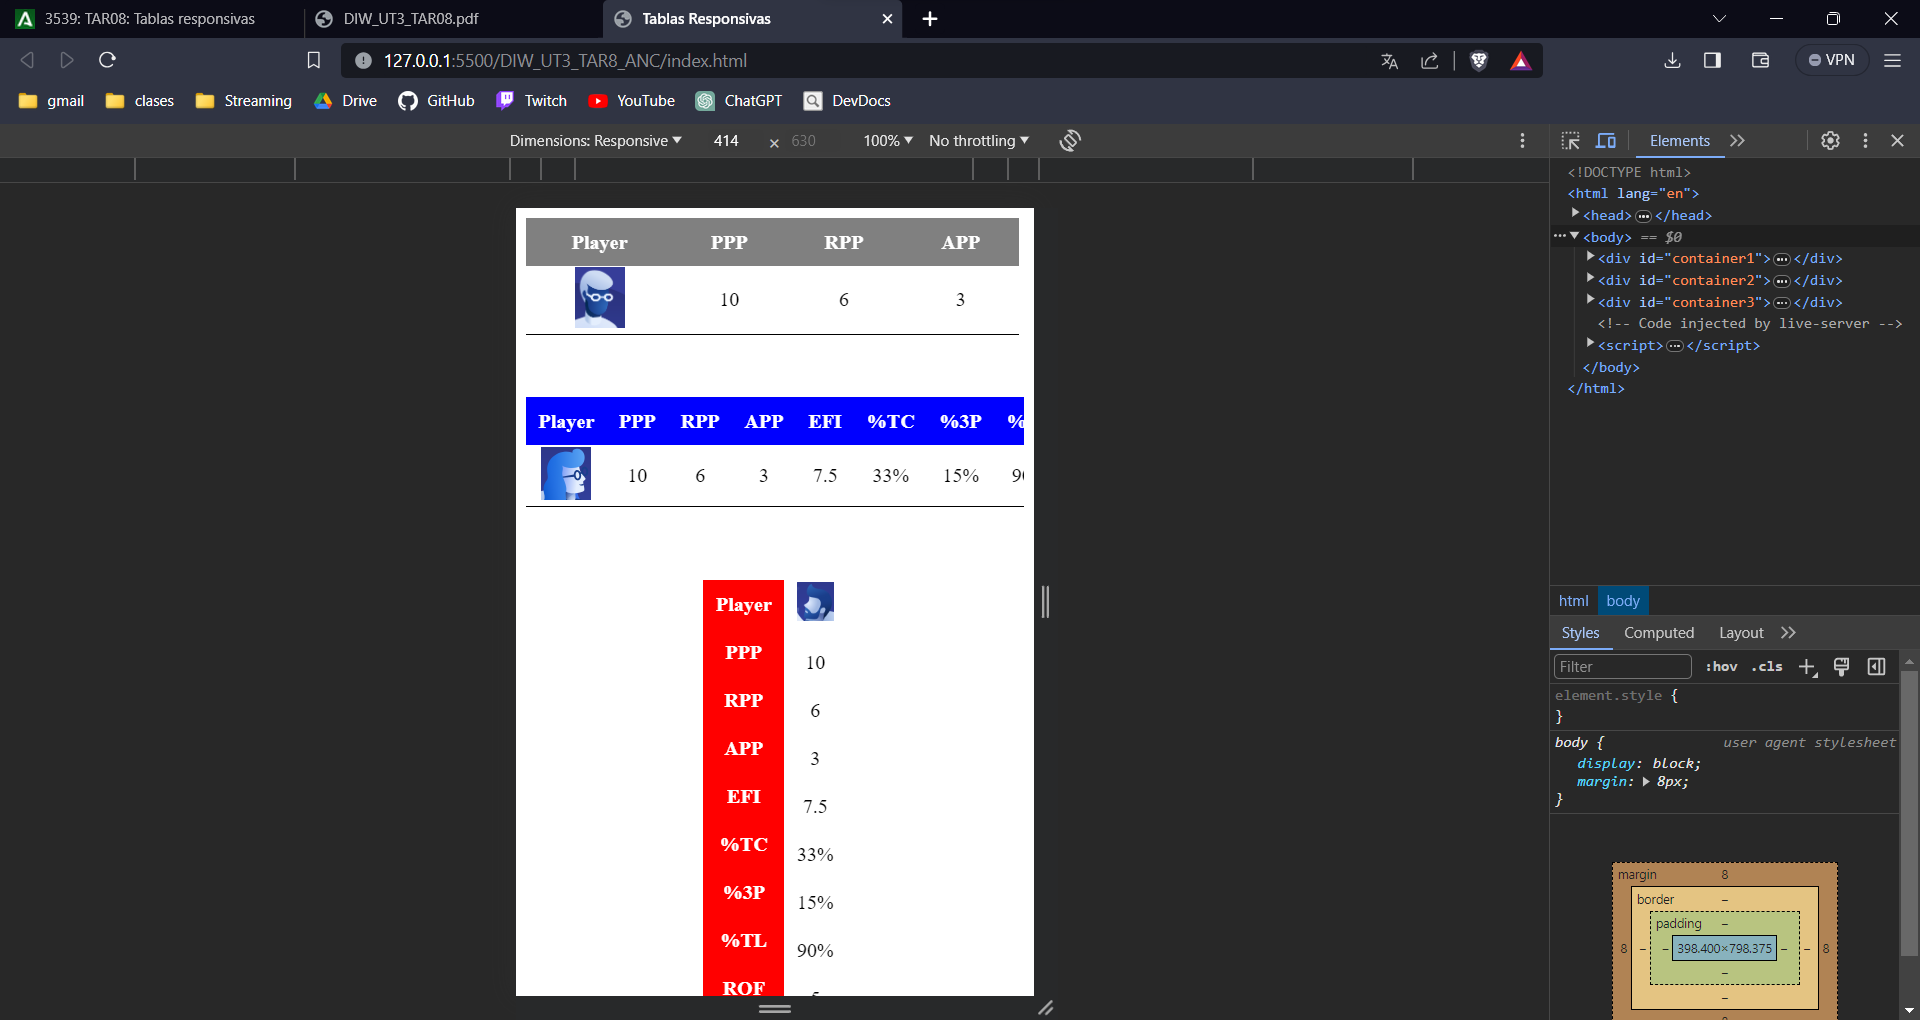 3539: TAR08: Tablas responsivas
DIW_UT3_TAR08.pdf
Tablas Responsivas
127.0.0.1:5500/DIW_UT3_TAR8_ANC/index.html
VPN
gmail
clases
Streaming
Drive
GitHub
Twitch
YouTube
ChatGPT
DevDocs
Dimensions: Responsive
414
×
630
100%
No throttling
Player PPP RPP APP
10 6 3
Player PPP RPP APP EFI %TC %3P %
10 6 3 7.5 33% 15%
Player
PPP 10
RPP 6
APP 3
EFI 7.5
%TC 33%
%3P 15%
%TL 90%
Elements
<!DOCTYPE html>
<html lang="en">
<head> ⋯ </head>
⋯ <body> == $0
<div id="container1"> ⋯ </div>
<div id="container2"> ⋯ </div>
<div id="container3"> ⋯ </div>
<!-- Code injected by live-server -->
<script> ⋯ </script>
</body>
</html>
html body
Styles Computed Layout
Filter :hov .cls
element.style {
}
body { user agent stylesheet
display: block;
margin: 8px;
}
margin 8
border –
padding –
8 – – 398.400×798.375 – – 8
–
–